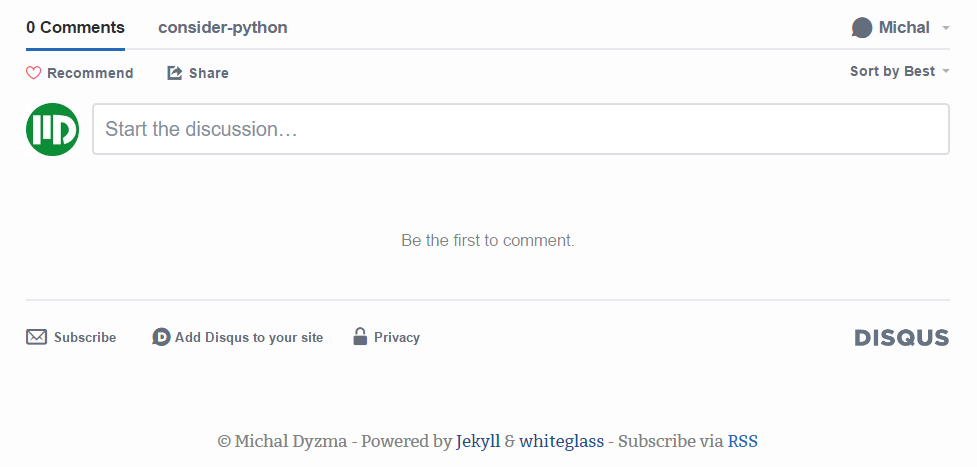 0 Comments consider-python Michal
Recommend Share Sort by Best
Start the discussion…
Be the first to comment.
Subscribe Add Disqus to your site Privacy DISQUS
© Michal Dyzma - Powered by Jekyll & whiteglass - Subscribe via RSS